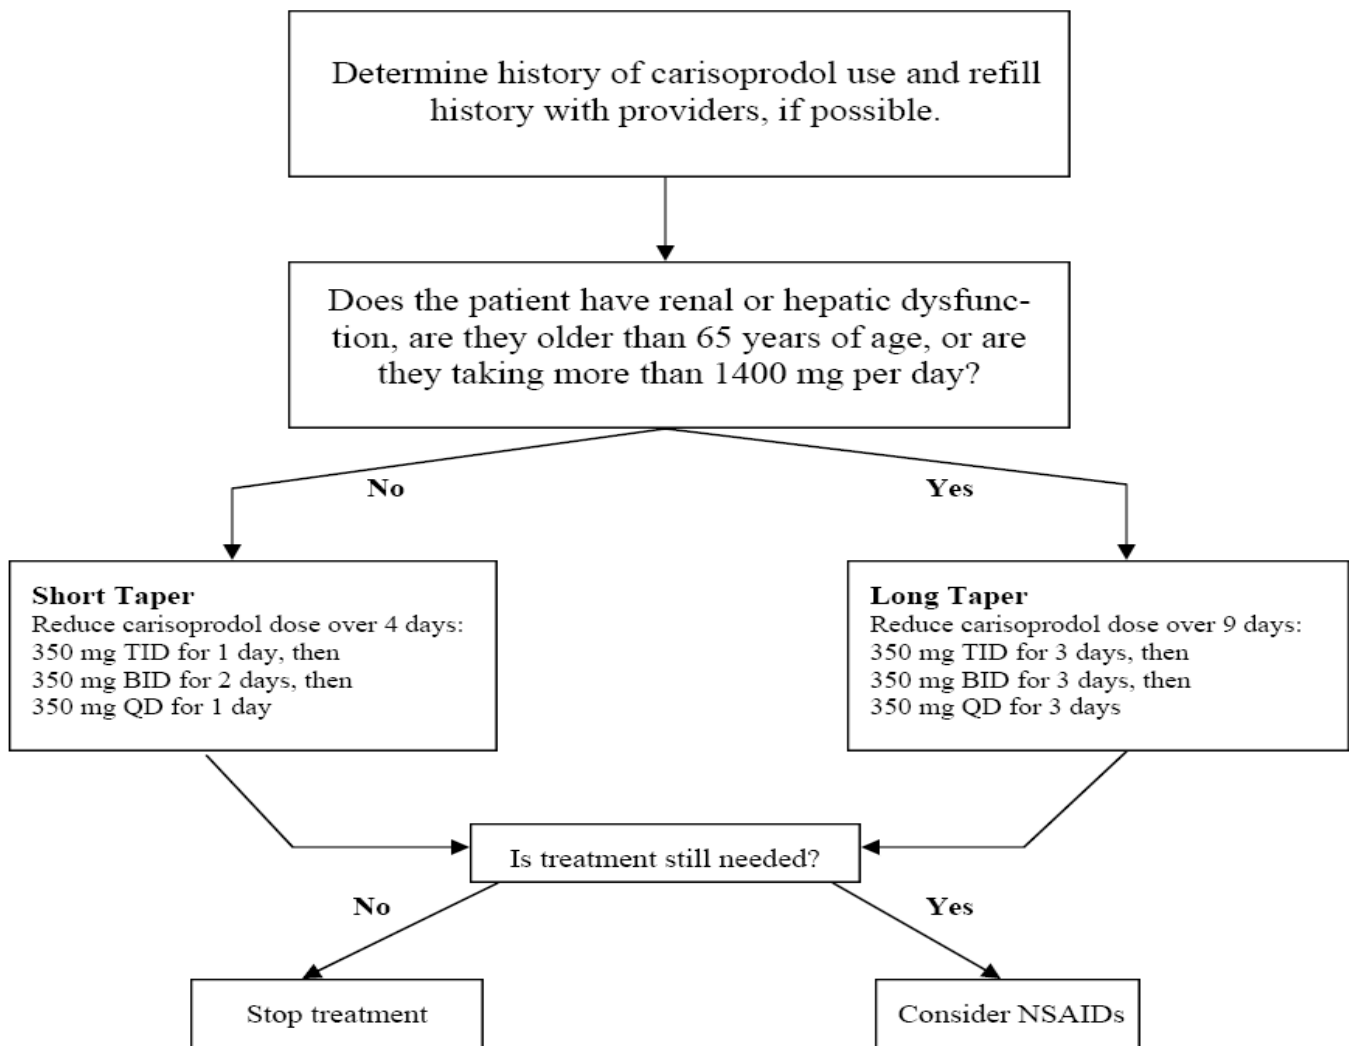 Determine history of carisoprodol use and refill
history with providers, if possible.
Does the patient have renal or hepatic dysfunc-
tion, are they older than 65 years of age, or are
they taking more than 1400 mg per day?
No
Yes
Short Taper
Reduce carisoprodol dose over 4 days:
350 mg TID for 1 day, then
350 mg BID for 2 days, then
350 mg QD for 1 day
Long Taper
Reduce carisoprodol dose over 9 days:
350 mg TID for 3 days, then
350 mg BID for 3 days, then
350 mg QD for 3 days
Is treatment still needed?
No
Yes
Stop treatment
Consider NSAIDs